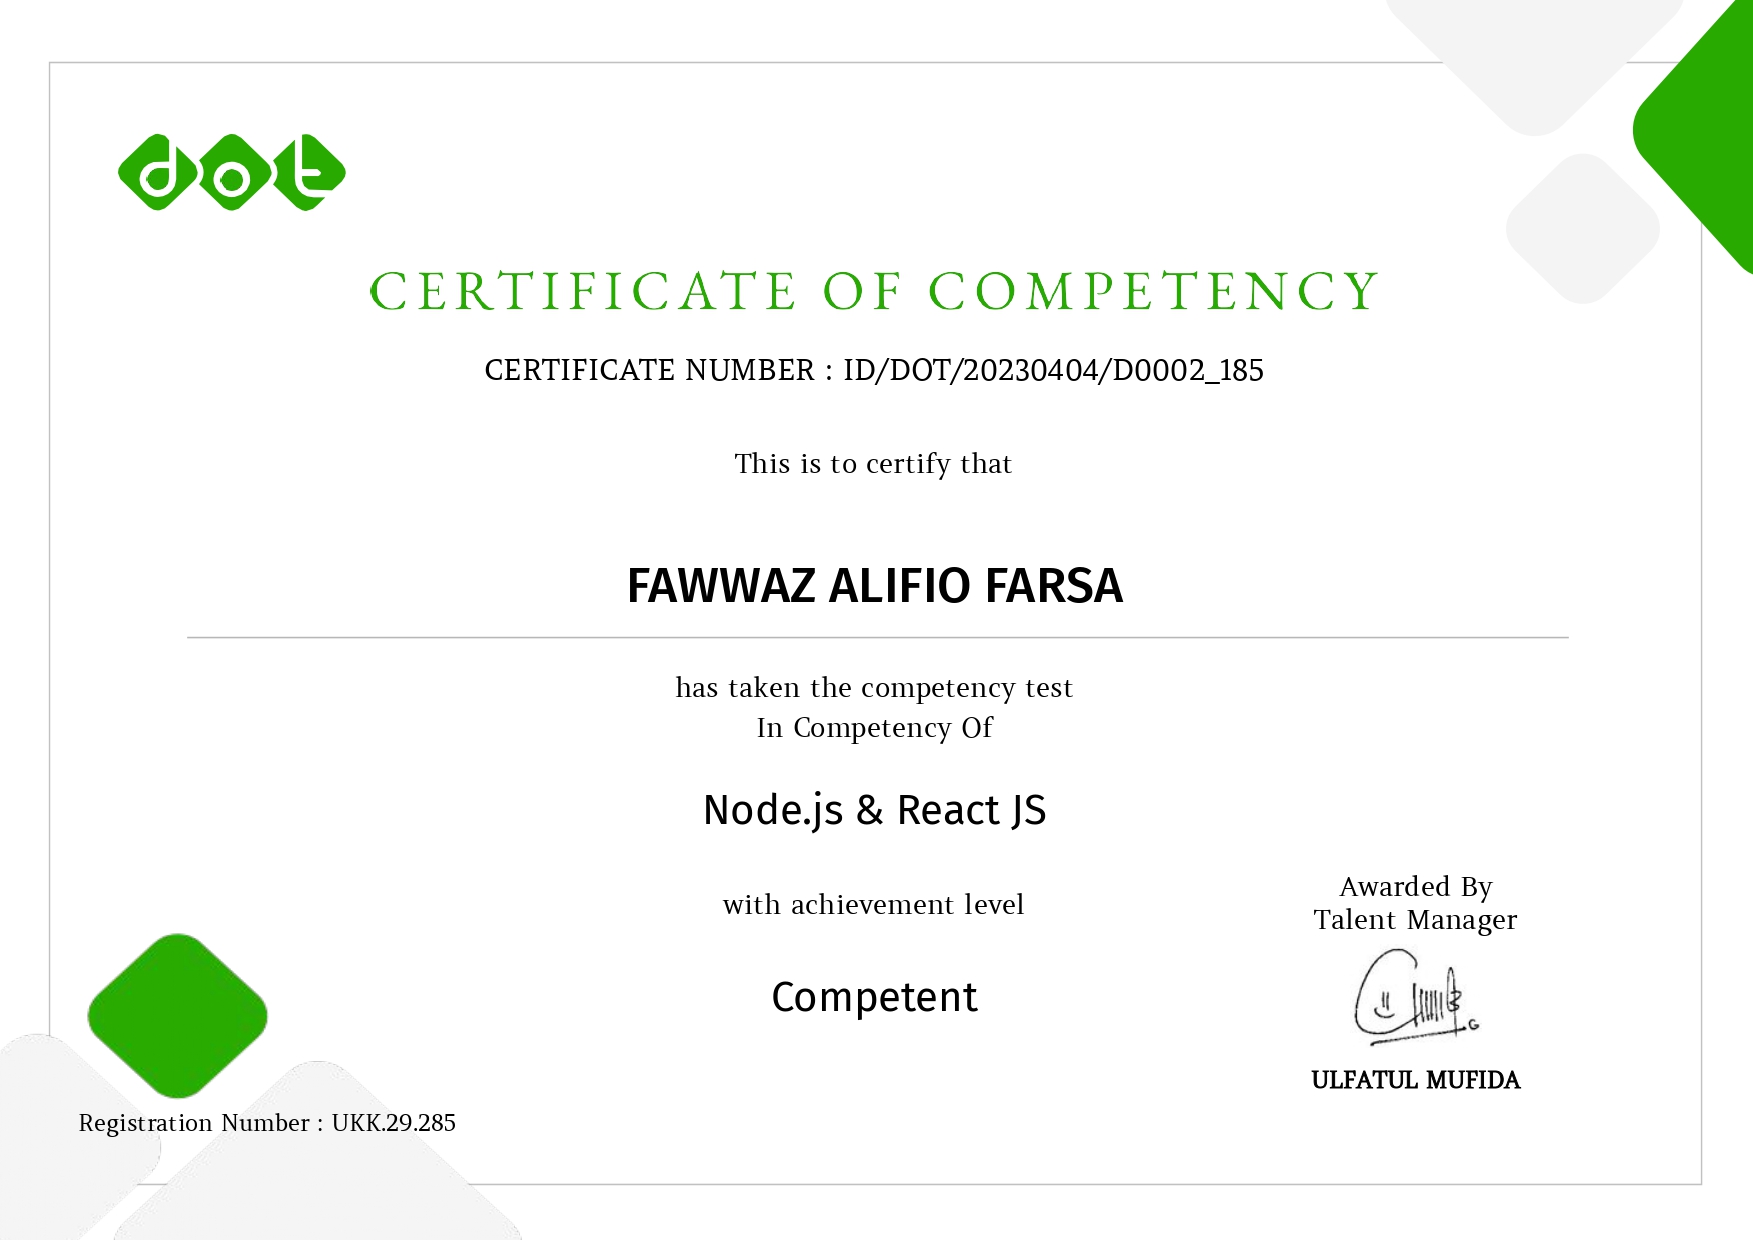 dot
CERTIFICATE OF COMPETENCY
CERTIFICATE NUMBER : ID/DOT/20230404/D0002_185
This is to certify that
FAWWAZ ALIFIO FARSA
has taken the competency test
In Competency Of
Node.js & React JS
with achievement level
Competent
Awarded By
Talent Manager
ULFATUL MUFIDA
Registration Number : UKK.29.285